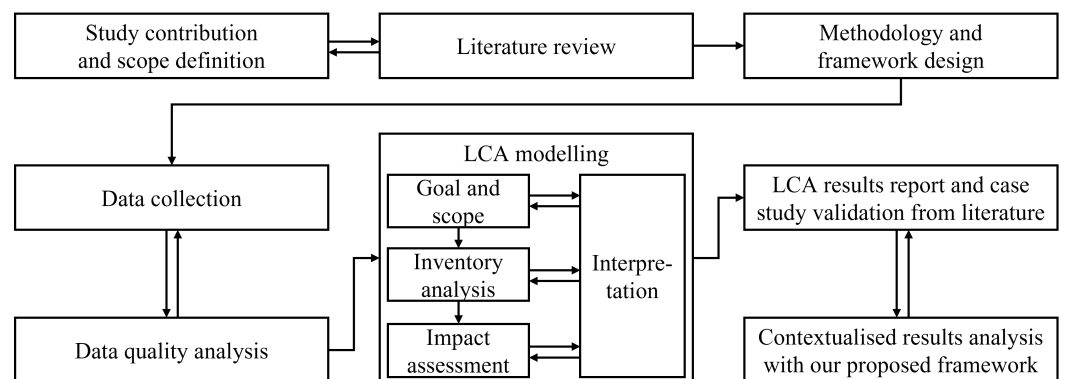 Study contribution
and scope definition
Literature review
Methodology and
framework design
Data collection
Data quality analysis
LCA modelling
Goal and
scope
Inventory
analysis
Impact
assessment
Interpre-
tation
LCA results report and case
study validation from literature
Contextualised results analysis
with our proposed framework